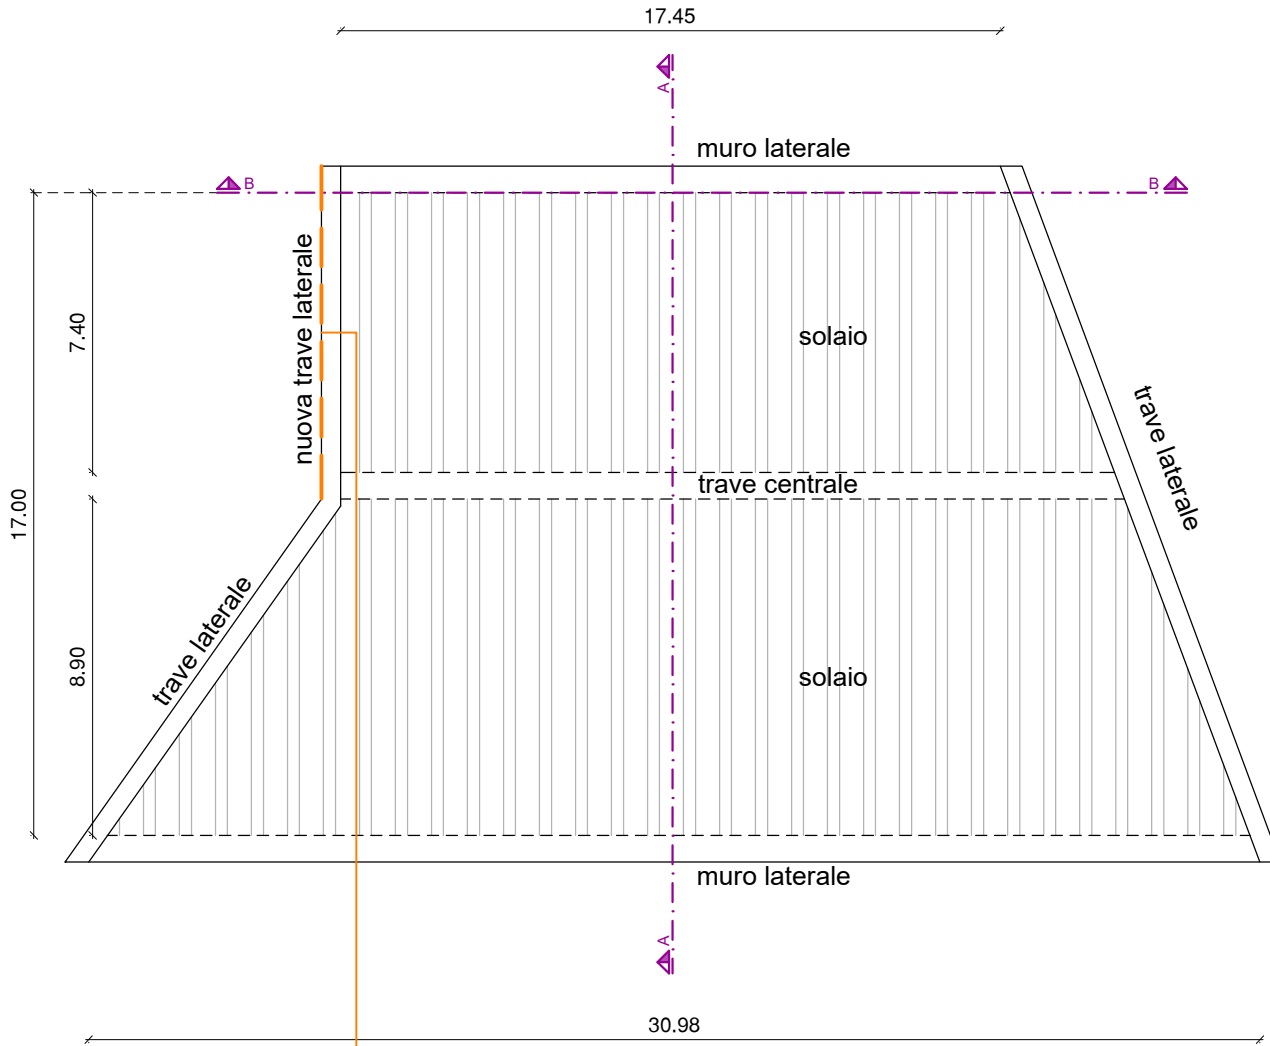 17.45
A
muro laterale
B
B
nuova trave laterale
7.40
solaio
trave laterale
trave centrale
17.00
trave laterale
8.90
solaio
muro laterale
A
30.98